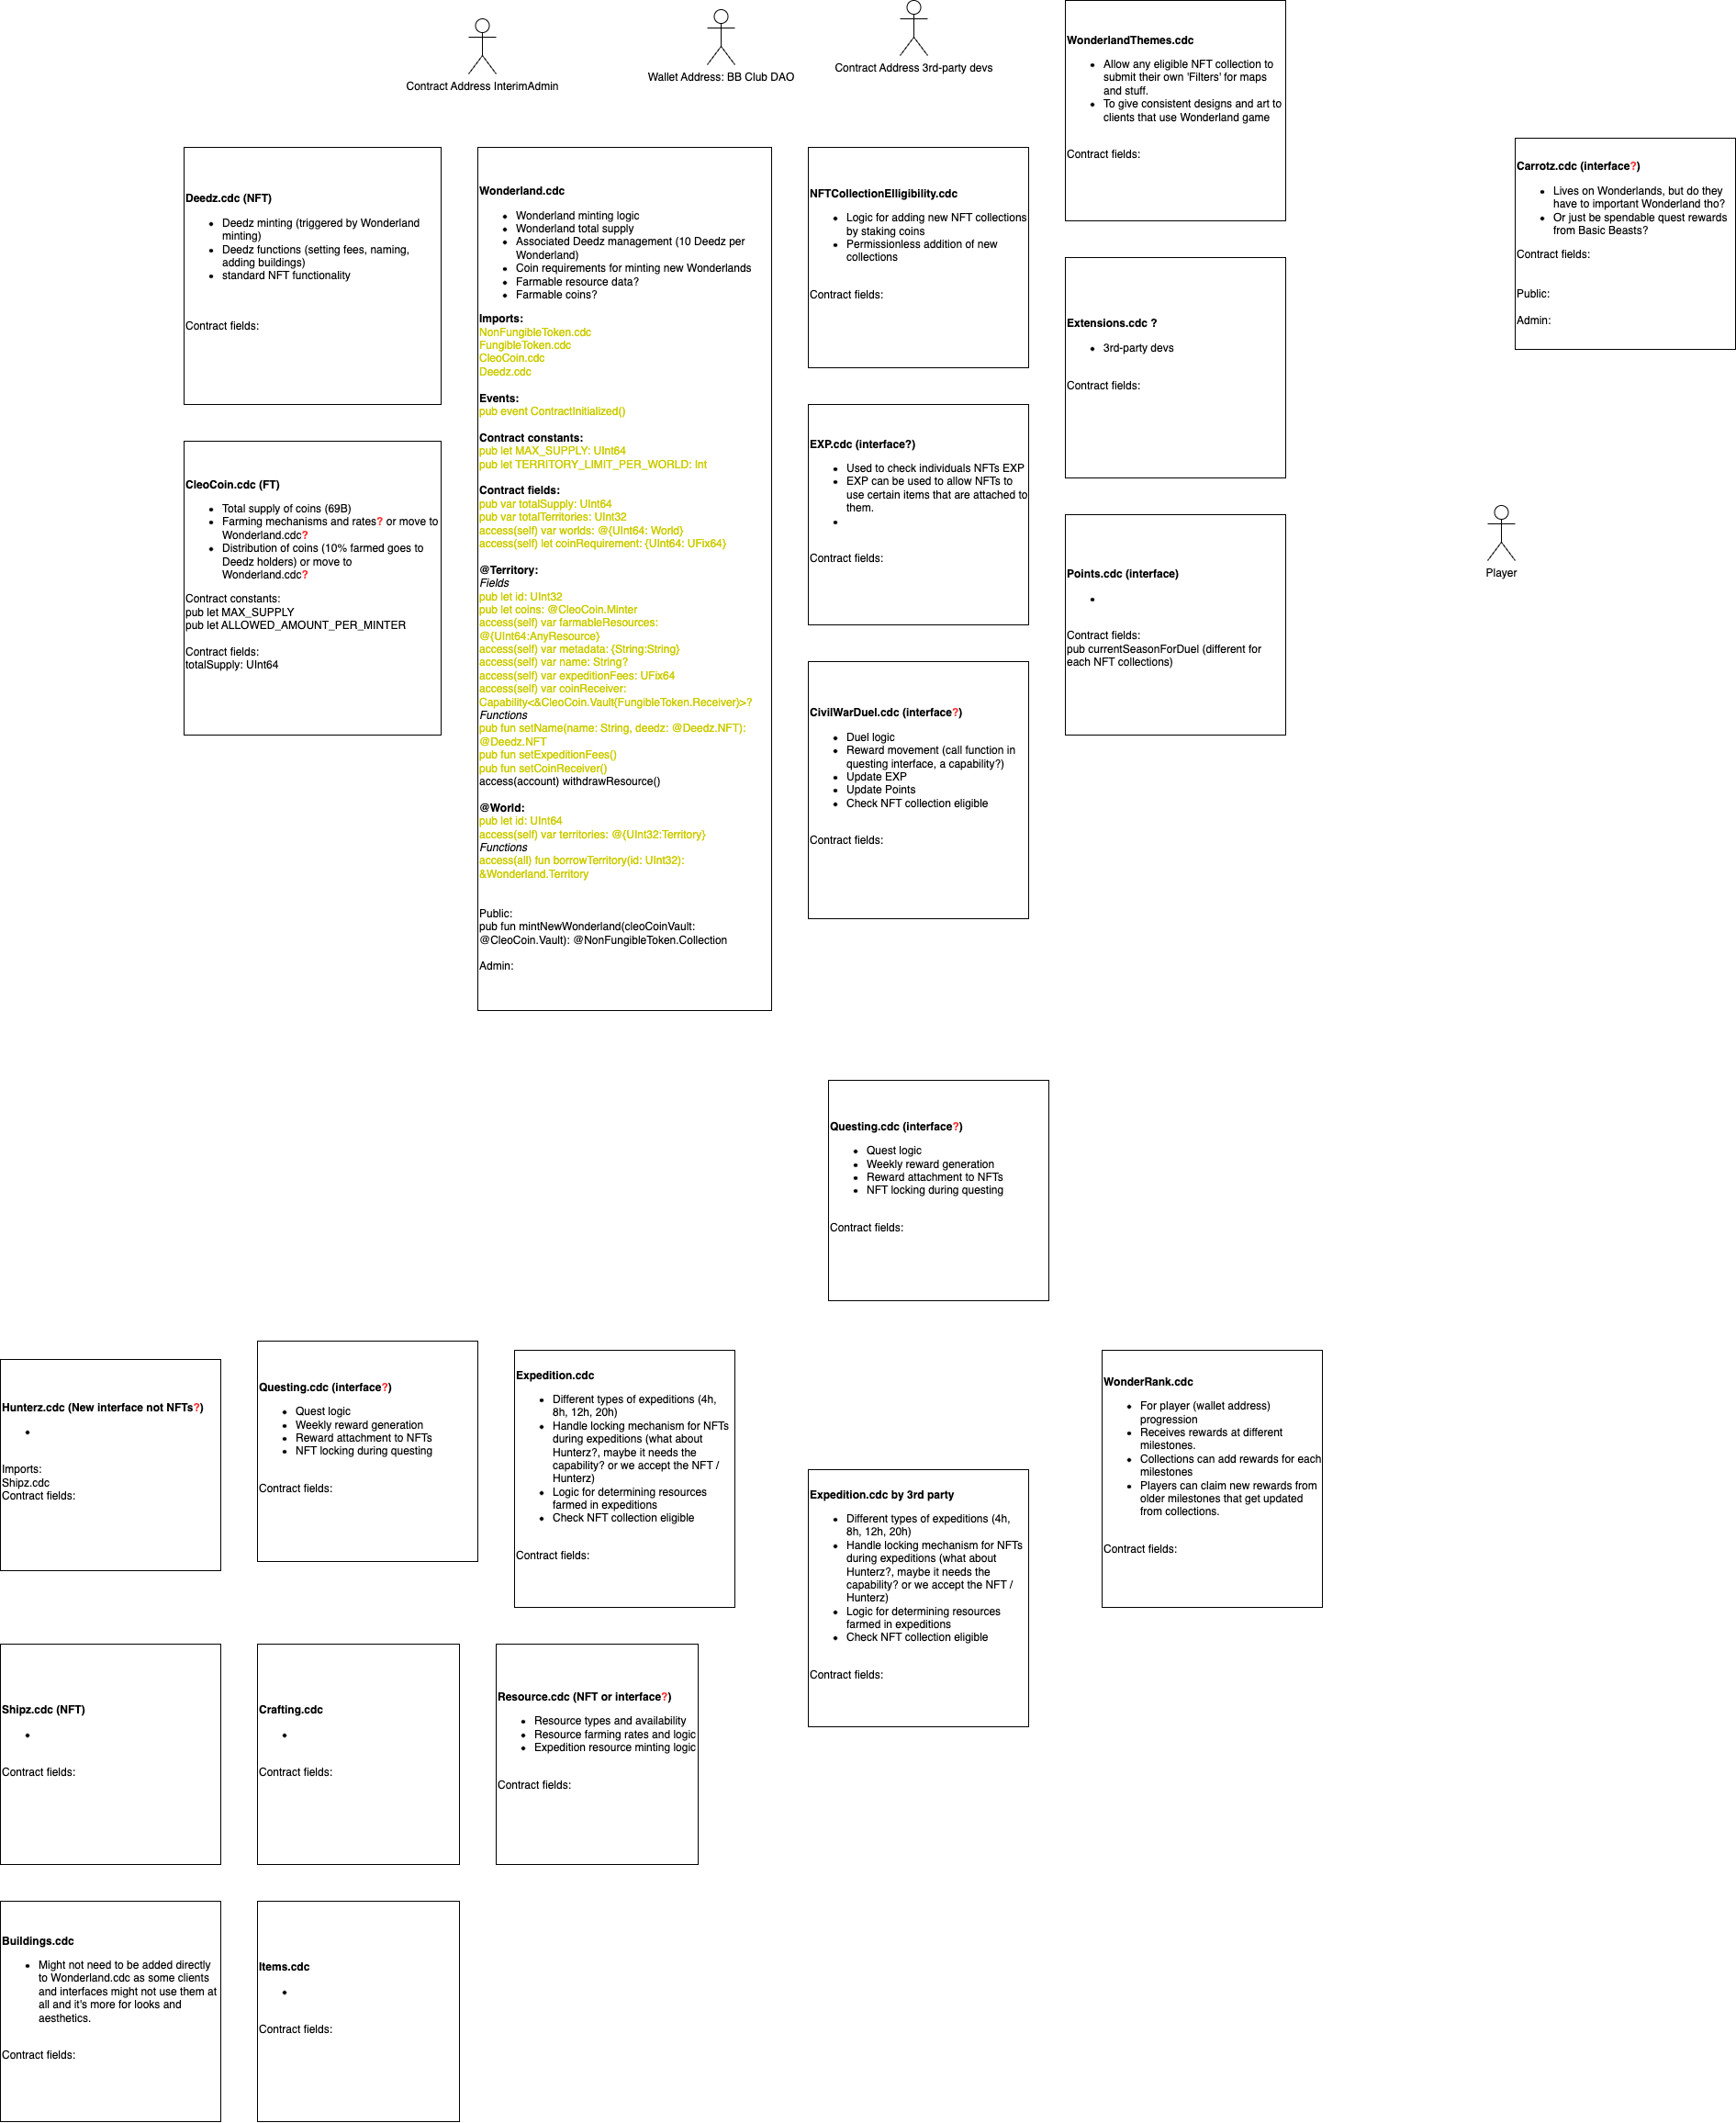 Contract Address InterimAdmin
Wallet Address: BB Club DAO
Contract Address 3rd-party devs
WonderlandThemes.cdc
• Allow any eligible NFT collection to
submit their own 'Filters' for maps
and stuff.
• To give consistent designs and art to
clients that use Wonderland game
Contract fields:
Carrotz.cdc (interface?)
• Lives on Wonderlands, but do they
have to important Wonderland tho?
• Or just be spendable quest rewards
from Basic Beasts?
Contract fields:
Public:
Admin:
Deedz.cdc (NFT)
• Deedz minting (triggered by Wonderland
minting)
• Deedz functions (setting fees, naming,
adding buildings)
• standard NFT functionality
Contract fields:
Wonderland.cdc
• Wonderland minting logic
• Wonderland total supply
• Associated Deedz management (10 Deedz per
Wonderland)
• Coin requirements for minting new Wonderlands
• Farmable resource data?
• Farmable coins?
Imports:
NonFungibleToken.cdc
FungibleToken.cdc
CleoCoin.cdc
Deedz.cdc
Events:
pub event ContractInitialized()
Contract constants:
pub let MAX_SUPPLY: UInt64
pub let TERRITORY_LIMIT_PER_WORLD: Int
Contract fields:
pub var totalSupply: UInt64
pub var totalTerritories: UInt32
access(self) var worlds: @{UInt64: World}
access(self) let coinRequirement: {UInt64: UFix64}
@Territory:
Fields
pub let id: UInt32
pub let coins: @CleoCoin.Minter
access(self) var farmableResources:
@{UInt64:AnyResource}
access(self) var metadata: {String:String}
access(self) var name: String?
access(self) var expeditionFees: UFix64
access(self) var coinReceiver:
Capability<&CleoCoin.Vault{FungibleToken.Receiver}>?
Functions
pub fun setName(name: String, deedz: @Deedz.NFT):
@Deedz.NFT
pub fun setExpeditionFees()
pub fun setCoinReceiver()
access(account) withdrawResource()
@World:
pub let id: UInt64
access(self) var territories: @{UInt32:Territory}
Functions
access(all) fun borrowTerritory(id: UInt32):
&Wonderland.Territory
Public:
pub fun mintNewWonderland(cleoCoinVault:
@CleoCoin.Vault): @NonFungibleToken.Collection
Admin:
NFTCollectionElligibility.cdc
• Logic for adding new NFT collections
by staking coins
• Permissionless addition of new
collections
Contract fields:
Extensions.cdc ?
• 3rd-party devs
Contract fields:
CleoCoin.cdc (FT)
• Total supply of coins (69B)
• Farming mechanisms and rates? or move to
Wonderland.cdc?
• Distribution of coins (10% farmed goes to
Deedz holders) or move to
Wonderland.cdc?
Contract constants:
pub let MAX_SUPPLY
pub let ALLOWED_AMOUNT_PER_MINTER
Contract fields:
totalSupply: UInt64
EXP.cdc (interface?)
• Used to check individuals NFTs EXP
• EXP can be used to allow NFTs to
use certain items that are attached to
them.
•
Contract fields:
Points.cdc (interface)
•
Contract fields:
pub currentSeasonForDuel (different for
each NFT collections)
Player
CivilWarDuel.cdc (interface?)
• Duel logic
• Reward movement (call function in
questing interface, a capability?)
• Update EXP
• Update Points
• Check NFT collection eligible
Contract fields:
Questing.cdc (interface?)
• Quest logic
• Weekly reward generation
• Reward attachment to NFTs
• NFT locking during questing
Contract fields:
Hunterz.cdc (New interface not NFTs?)
•
Imports:
Shipz.cdc
Contract fields:
Questing.cdc (interface?)
• Quest logic
• Weekly reward generation
• Reward attachment to NFTs
• NFT locking during questing
Contract fields:
Expedition.cdc
• Different types of expeditions (4h,
8h, 12h, 20h)
• Handle locking mechanism for NFTs
during expeditions (what about
Hunterz?, maybe it needs the
capability? or we accept the NFT /
Hunterz)
• Logic for determining resources
farmed in expeditions
• Check NFT collection eligible
Contract fields:
Expedition.cdc by 3rd party
• Different types of expeditions (4h,
8h, 12h, 20h)
• Handle locking mechanism for NFTs
during expeditions (what about
Hunterz?, maybe it needs the
capability? or we accept the NFT /
Hunterz)
• Logic for determining resources
farmed in expeditions
• Check NFT collection eligible
Contract fields:
WonderRank.cdc
• For player (wallet address)
progression
• Receives rewards at different
milestones.
• Collections can add rewards for each
milestones
• Players can claim new rewards from
older milestones that get updated
from collections.
Contract fields:
Shipz.cdc (NFT)
•
Contract fields:
Crafting.cdc
•
Contract fields:
Resource.cdc (NFT or interface?)
• Resource types and availability
• Resource farming rates and logic
• Expedition resource minting logic
Contract fields:
Buildings.cdc
• Might not need to be added directly
to Wonderland.cdc as some clients
and interfaces might not use them at
all and it's more for looks and
aesthetics.
Contract fields:
Items.cdc
•
Contract fields: